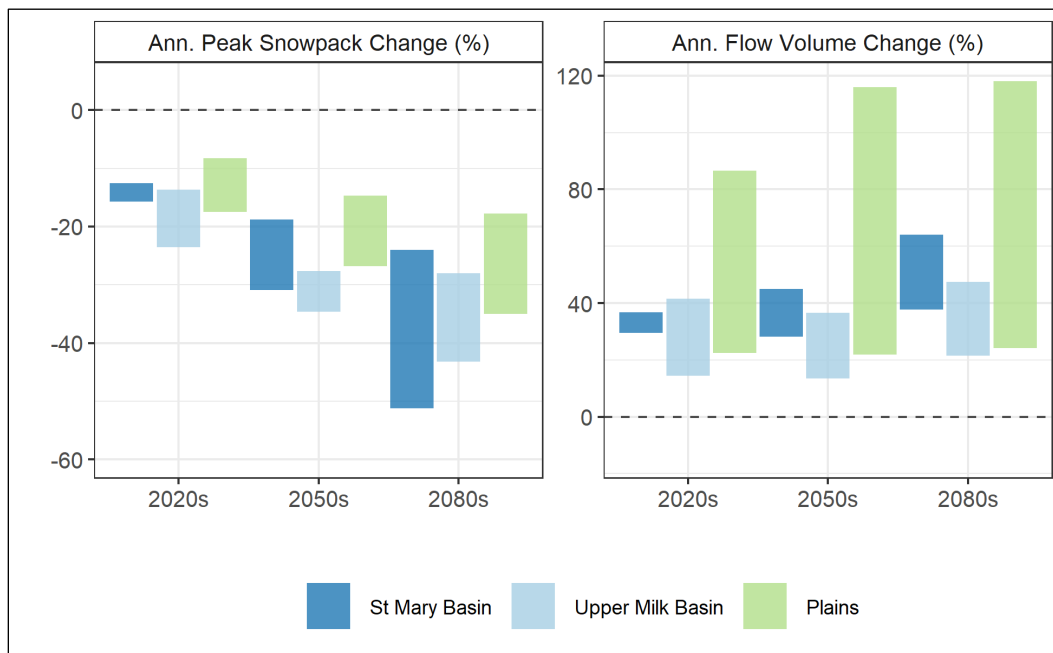 Ann. Peak Snowpack Change (%)
Ann. Flow Volume Change (%)
0
-20
-40
-60
2020s
2050s
2080s
120
80
40
0
2020s
2050s
2080s
St Mary Basin
Upper Milk Basin
Plains